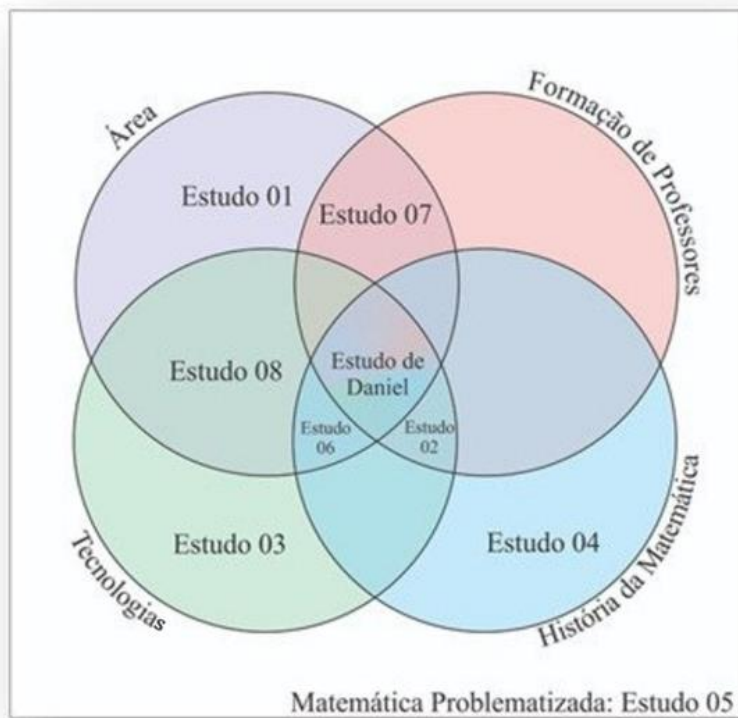 Área
Formação de Professores
Estudo 01
Estudo 07
Estudo 08
Estudo de
Daniel
Estudo
06
Estudo
02
Estudo 03
Estudo 04
Tecnologias
História da Matemática
Matemática Problematizada: Estudo 05